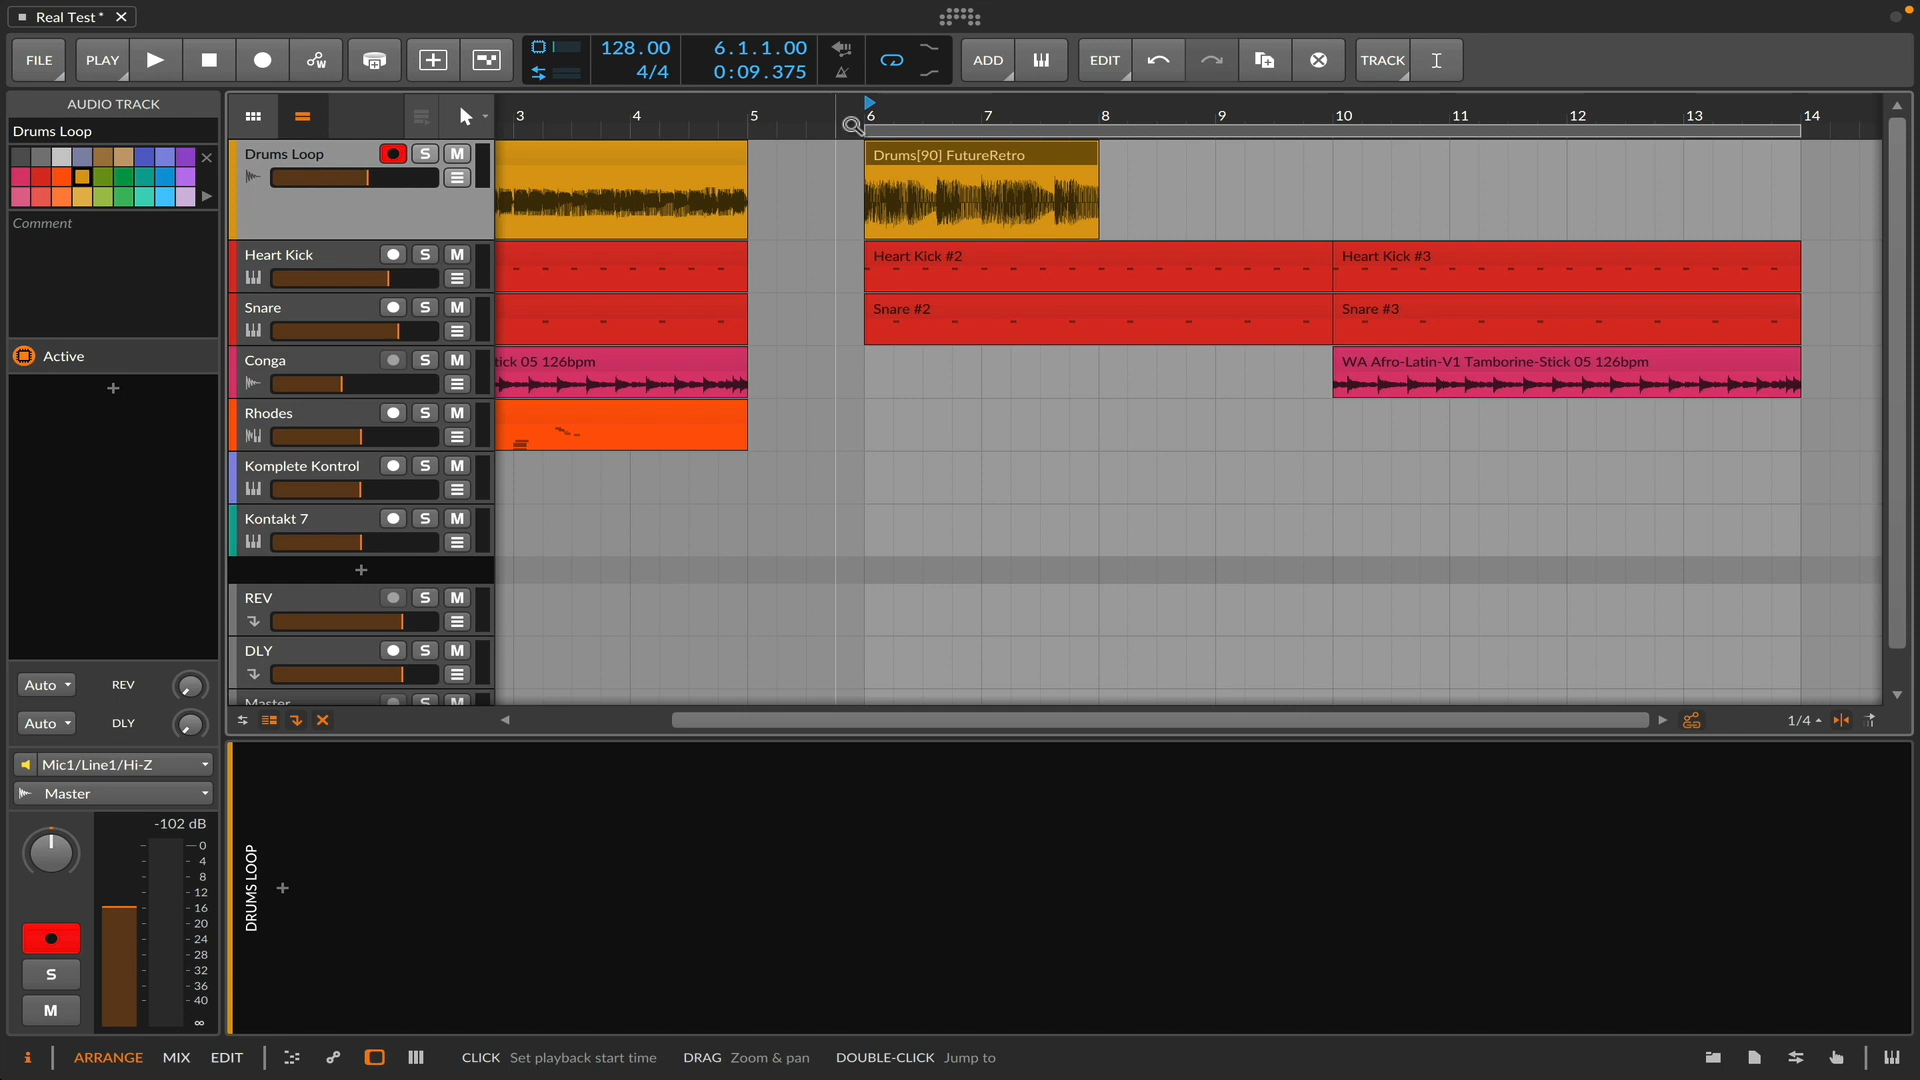 Real Test *
FILE
PLAY
128.00
4/4
6.1.1.00
0:09.375
ADD
EDIT
TRACK
AUDIO TRACK
Drums Loop
Comment
Active
Auto
REV
Auto
DLY
Mic1/Line1/Hi-Z
Master
-102 dB
0
4
8
12
16
20
24
28
32
36
40
∞
S
M
3
4
5
6
7
8
9
10
11
12
13
14
Drums Loop
S
M
Drums[90] FutureRetro
Heart Kick
S
M
Heart Kick #2
Heart Kick #3
Snare
S
M
Snare #2
Snare #3
Conga
S
M
tick 05 126bpm
WA Afro-Latin-V1 Tamborine-Stick 05 126bpm
Rhodes
S
M
Komplete Kontrol
S
M
Kontakt 7
S
M
REV
S
M
DLY
S
M
Master
S
M
1/4
DRUMS LOOP
ARRANGE
MIX
EDIT
CLICK Set playback start time
DRAG Zoom & pan
DOUBLE-CLICK Jump to